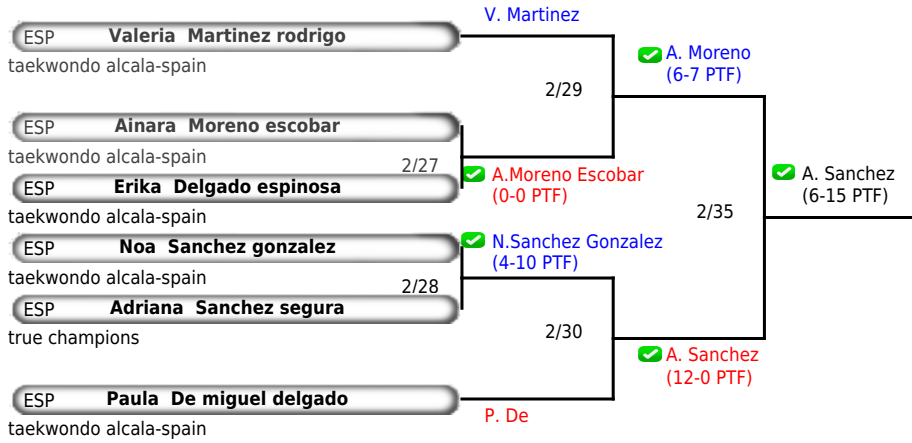 V. Martinez
ESP Valeria Martinez rodrigo
taekwondo alcala-spain
A. Moreno
(6-7 PTF)
2/29
ESP Ainara Moreno escobar
taekwondo alcala-spain
2/27
A.Moreno Escobar
(0-0 PTF)
ESP Erika Delgado espinosa
taekwondo alcala-spain
A. Sanchez
(6-15 PTF)
2/35
ESP Noa Sanchez gonzalez
taekwondo alcala-spain
N.Sanchez Gonzalez
(4-10 PTF)
2/28
ESP Adriana Sanchez segura
true champions
2/30
A. Sanchez
(12-0 PTF)
ESP Paula De miguel delgado
taekwondo alcala-spain
P. De